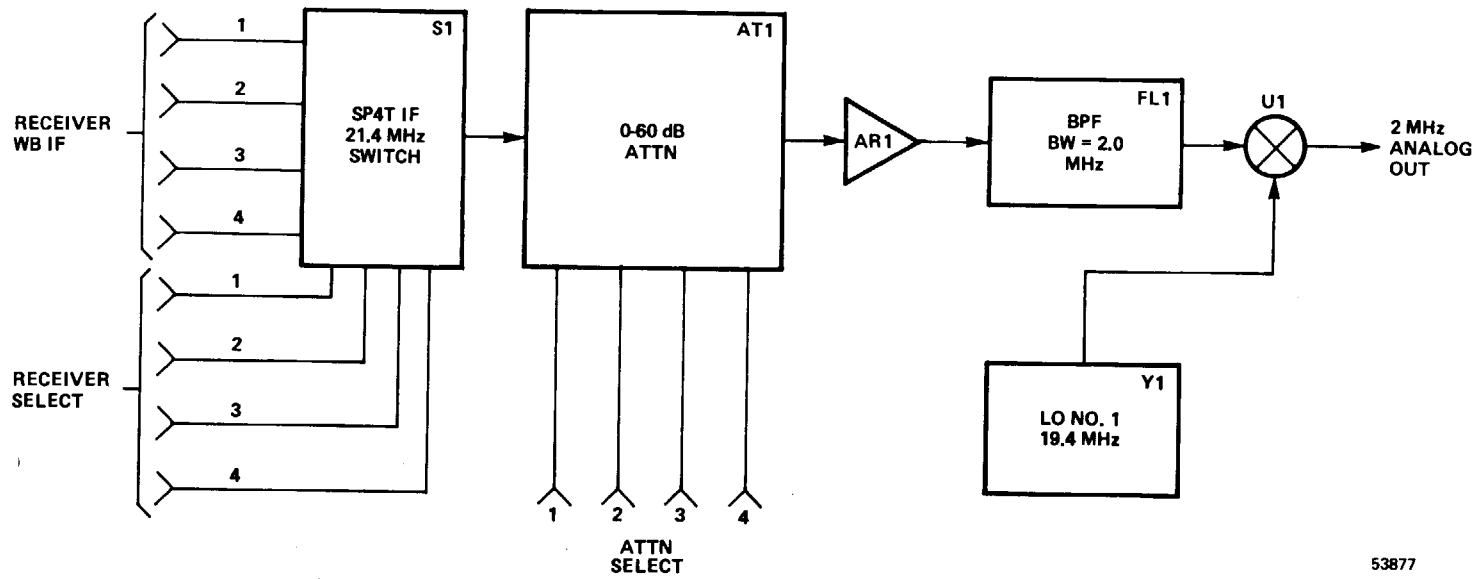 RECEIVER
WB IF
1
2
3
4
RECEIVER
SELECT
1
2
3
4
S1
SP4T IF
21.4 MHz
SWITCH
AT1
0-60 dB
ATTN
1 2 3 4
ATTN
SELECT
AR1
FL1
BPF
BW = 2.0
MHz
U1
2 MHz
ANALOG
OUT
Y1
LO NO. 1
19.4 MHz
53877